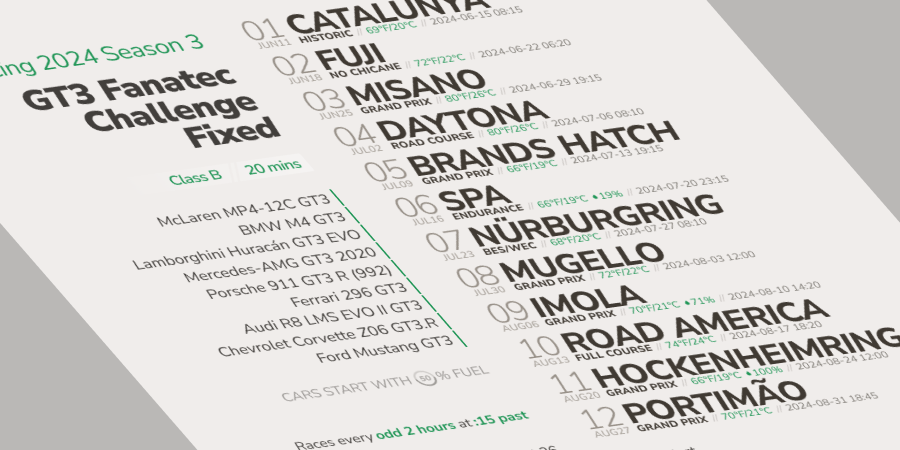 ing 2024 Season 3
GT3 Fanatec
Challenge
Fixed
Class B 20 mins
McLaren MP4-12C GT3
BMW M4 GT3
Lamborghini Huracán GT3 EVO
Mercedes-AMG GT3 2020
Porsche 911 GT3 R (992)
Ferrari 296 GT3
Audi R8 LMS EVO II GT3
Chevrolet Corvette Z06 GT3.R
Ford Mustang GT3
CARS START WITH 50 % FUEL
Races every odd 2 hours at :15 past
01 CATALUNYA
JUN11 HISTORIC // 69°F/20°C // 2024-06-15 08:15
02 FUJI
JUN18 NO CHICANE // 72°F/22°C // 2024-06-22 06:20
03 MISANO
JUN25 GRAND PRIX // 80°F/26°C // 2024-06-29 19:15
04 DAYTONA
JUL02 ROAD COURSE // 80°F/26°C // 2024-07-06 08:10
05 BRANDS HATCH
JUL09 GRAND PRIX // 66°F/19°C // 2024-07-13 19:15
06 SPA
JUL16 ENDURANCE // 66°F/19°C 19% // 2024-07-20 23:15
07 NÜRBURGRING
JUL23 BES/WEC // 68°F/20°C // 2024-07-27 08:10
08 MUGELLO
JUL30 GRAND PRIX // 72°F/22°C // 2024-08-03 12:00
09 IMOLA
AUG06 GRAND PRIX // 70°F/21°C 71% // 2024-08-10 14:20
10 ROAD AMERICA
AUG13 FULL COURSE // 74°F/24°C // 2024-08-17 18:20
11 HOCKENHEIMRING
AUG20 GRAND PRIX // 66°F/19°C 100% // 2024-08-24 12:00
12 PORTIMÃO
AUG27 GRAND PRIX // 70°F/21°C // 2024-08-31 18:45